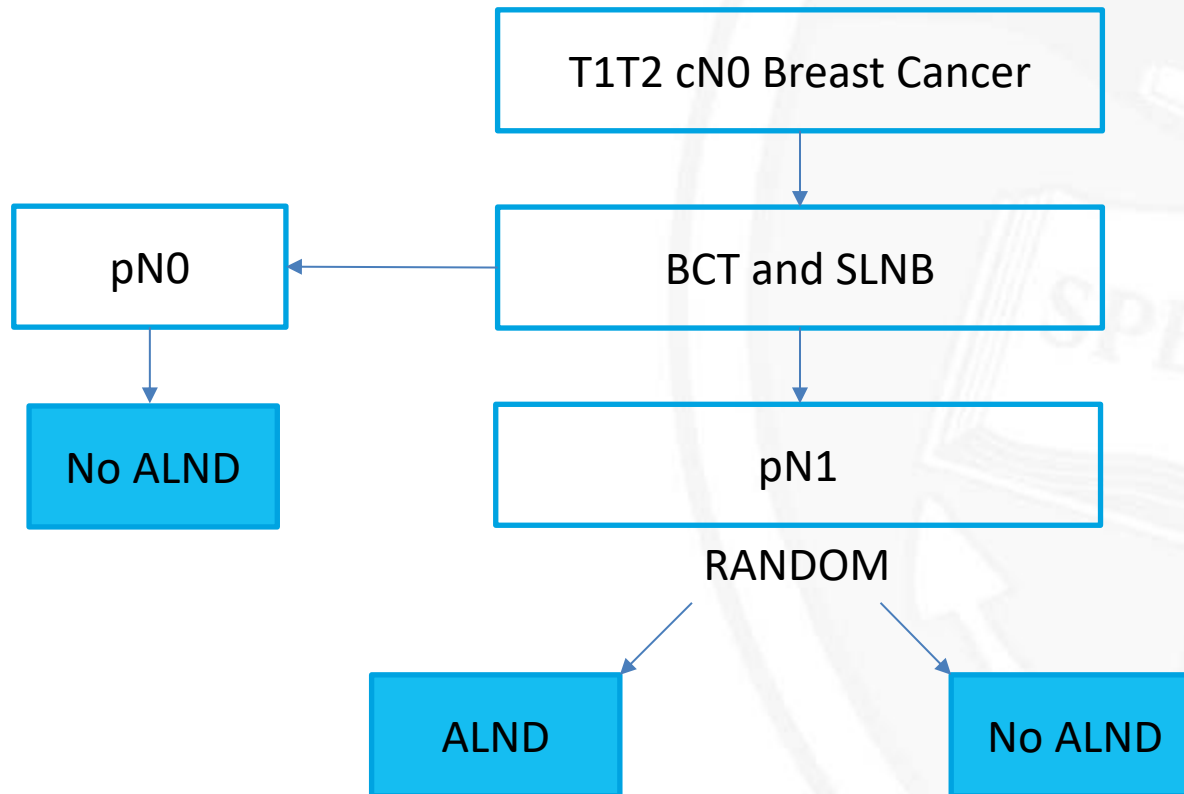 T1T2 cN0 Breast Cancer
pN0
BCT and SLNB
No ALND
pN1
RANDOM
ALND
No ALND